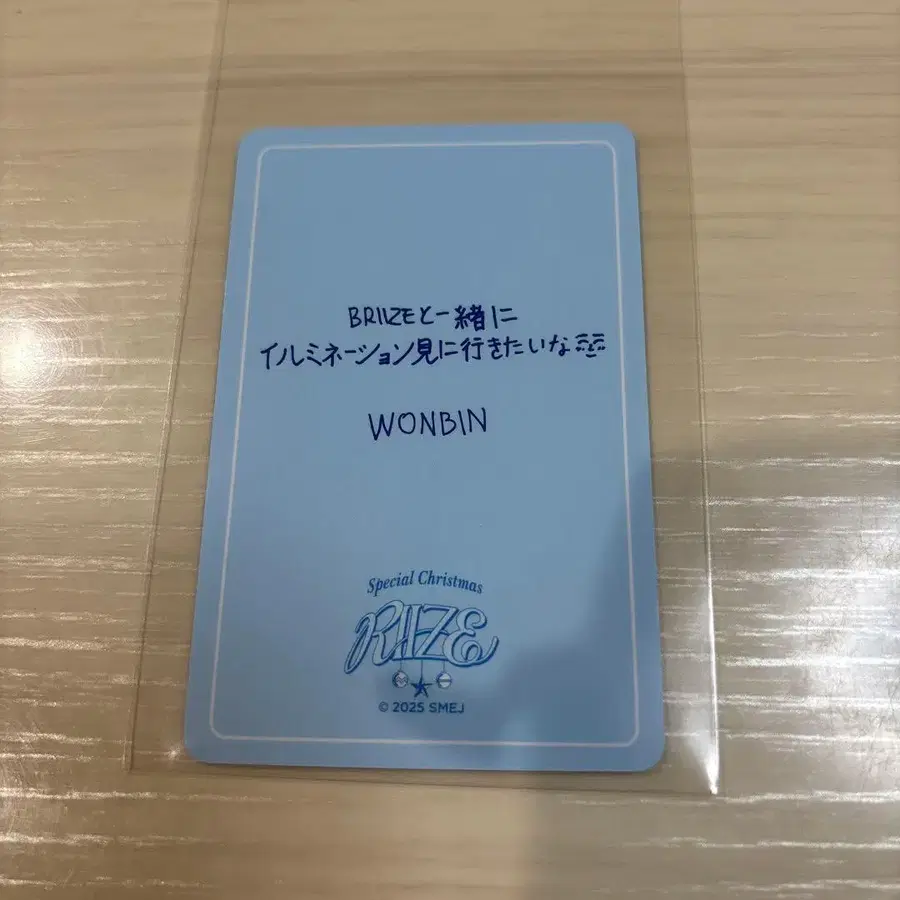 BRIIZEと一緒に
イルミネーション見に行きたいな
WONBIN
Special Christmas
RIIZE
© 2025 SMEJ